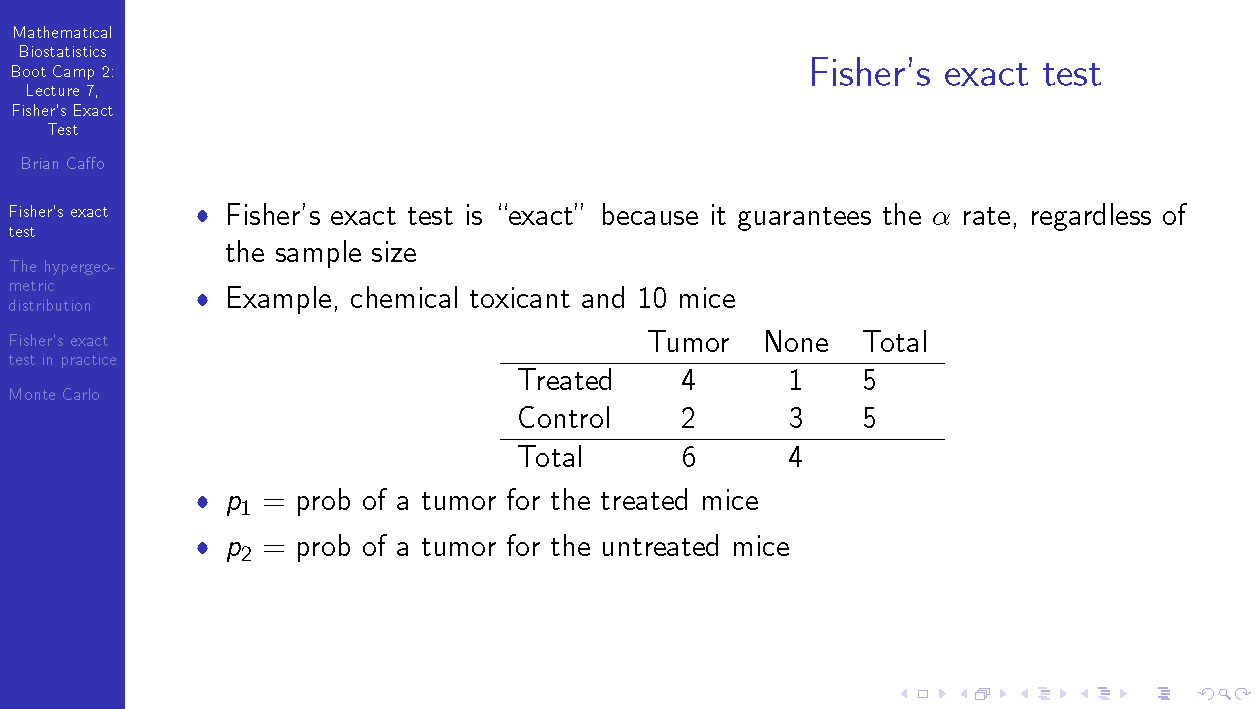 Mathematical
Biostatistics
Boot Camp 2:
Lecture 7,
Fisher's Exact
Test
Brian Caffo
Fisher's exact
test
The hypergeo-
metric
distribution
Fisher's exact
test in practice
Monte Carlo
Fisher's exact test
• Fisher's exact test is “exact” because it guarantees the α rate, regardless of
the sample size
• Example, chemical toxicant and 10 mice
Tumor None Total
Treated 4 1 5
Control 2 3 5
Total 6 4
• p₁ = prob of a tumor for the treated mice
• p₂ = prob of a tumor for the untreated mice